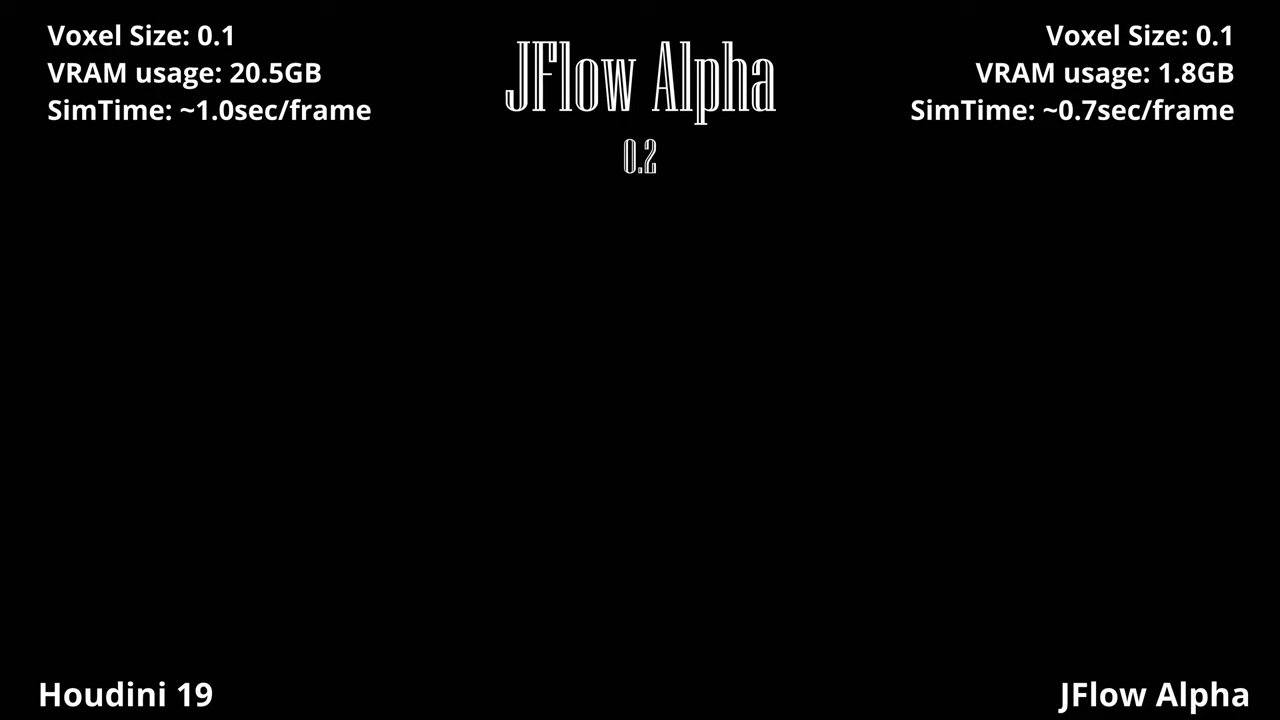 Voxel Size: 0.1
VRAM usage: 20.5GB
SimTime: ~1.0sec/frame
JFlow Alpha
0.2
Voxel Size: 0.1
VRAM usage: 1.8GB
SimTime: ~0.7sec/frame
Houdini 19
JFlow Alpha